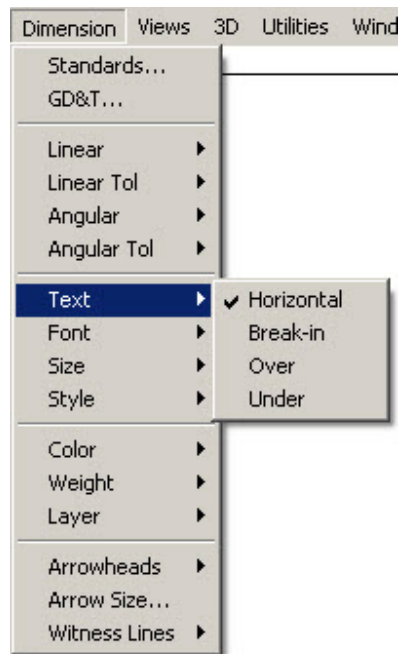 Dimension Views 3D Utilities Wind
Standards...
GD&T...
Linear
Linear Tol
Angular
Angular Tol
Text
Font
Size
Style
Color
Weight
Layer
Arrowheads
Arrow Size...
Witness Lines
Horizontal
Break-in
Over
Under